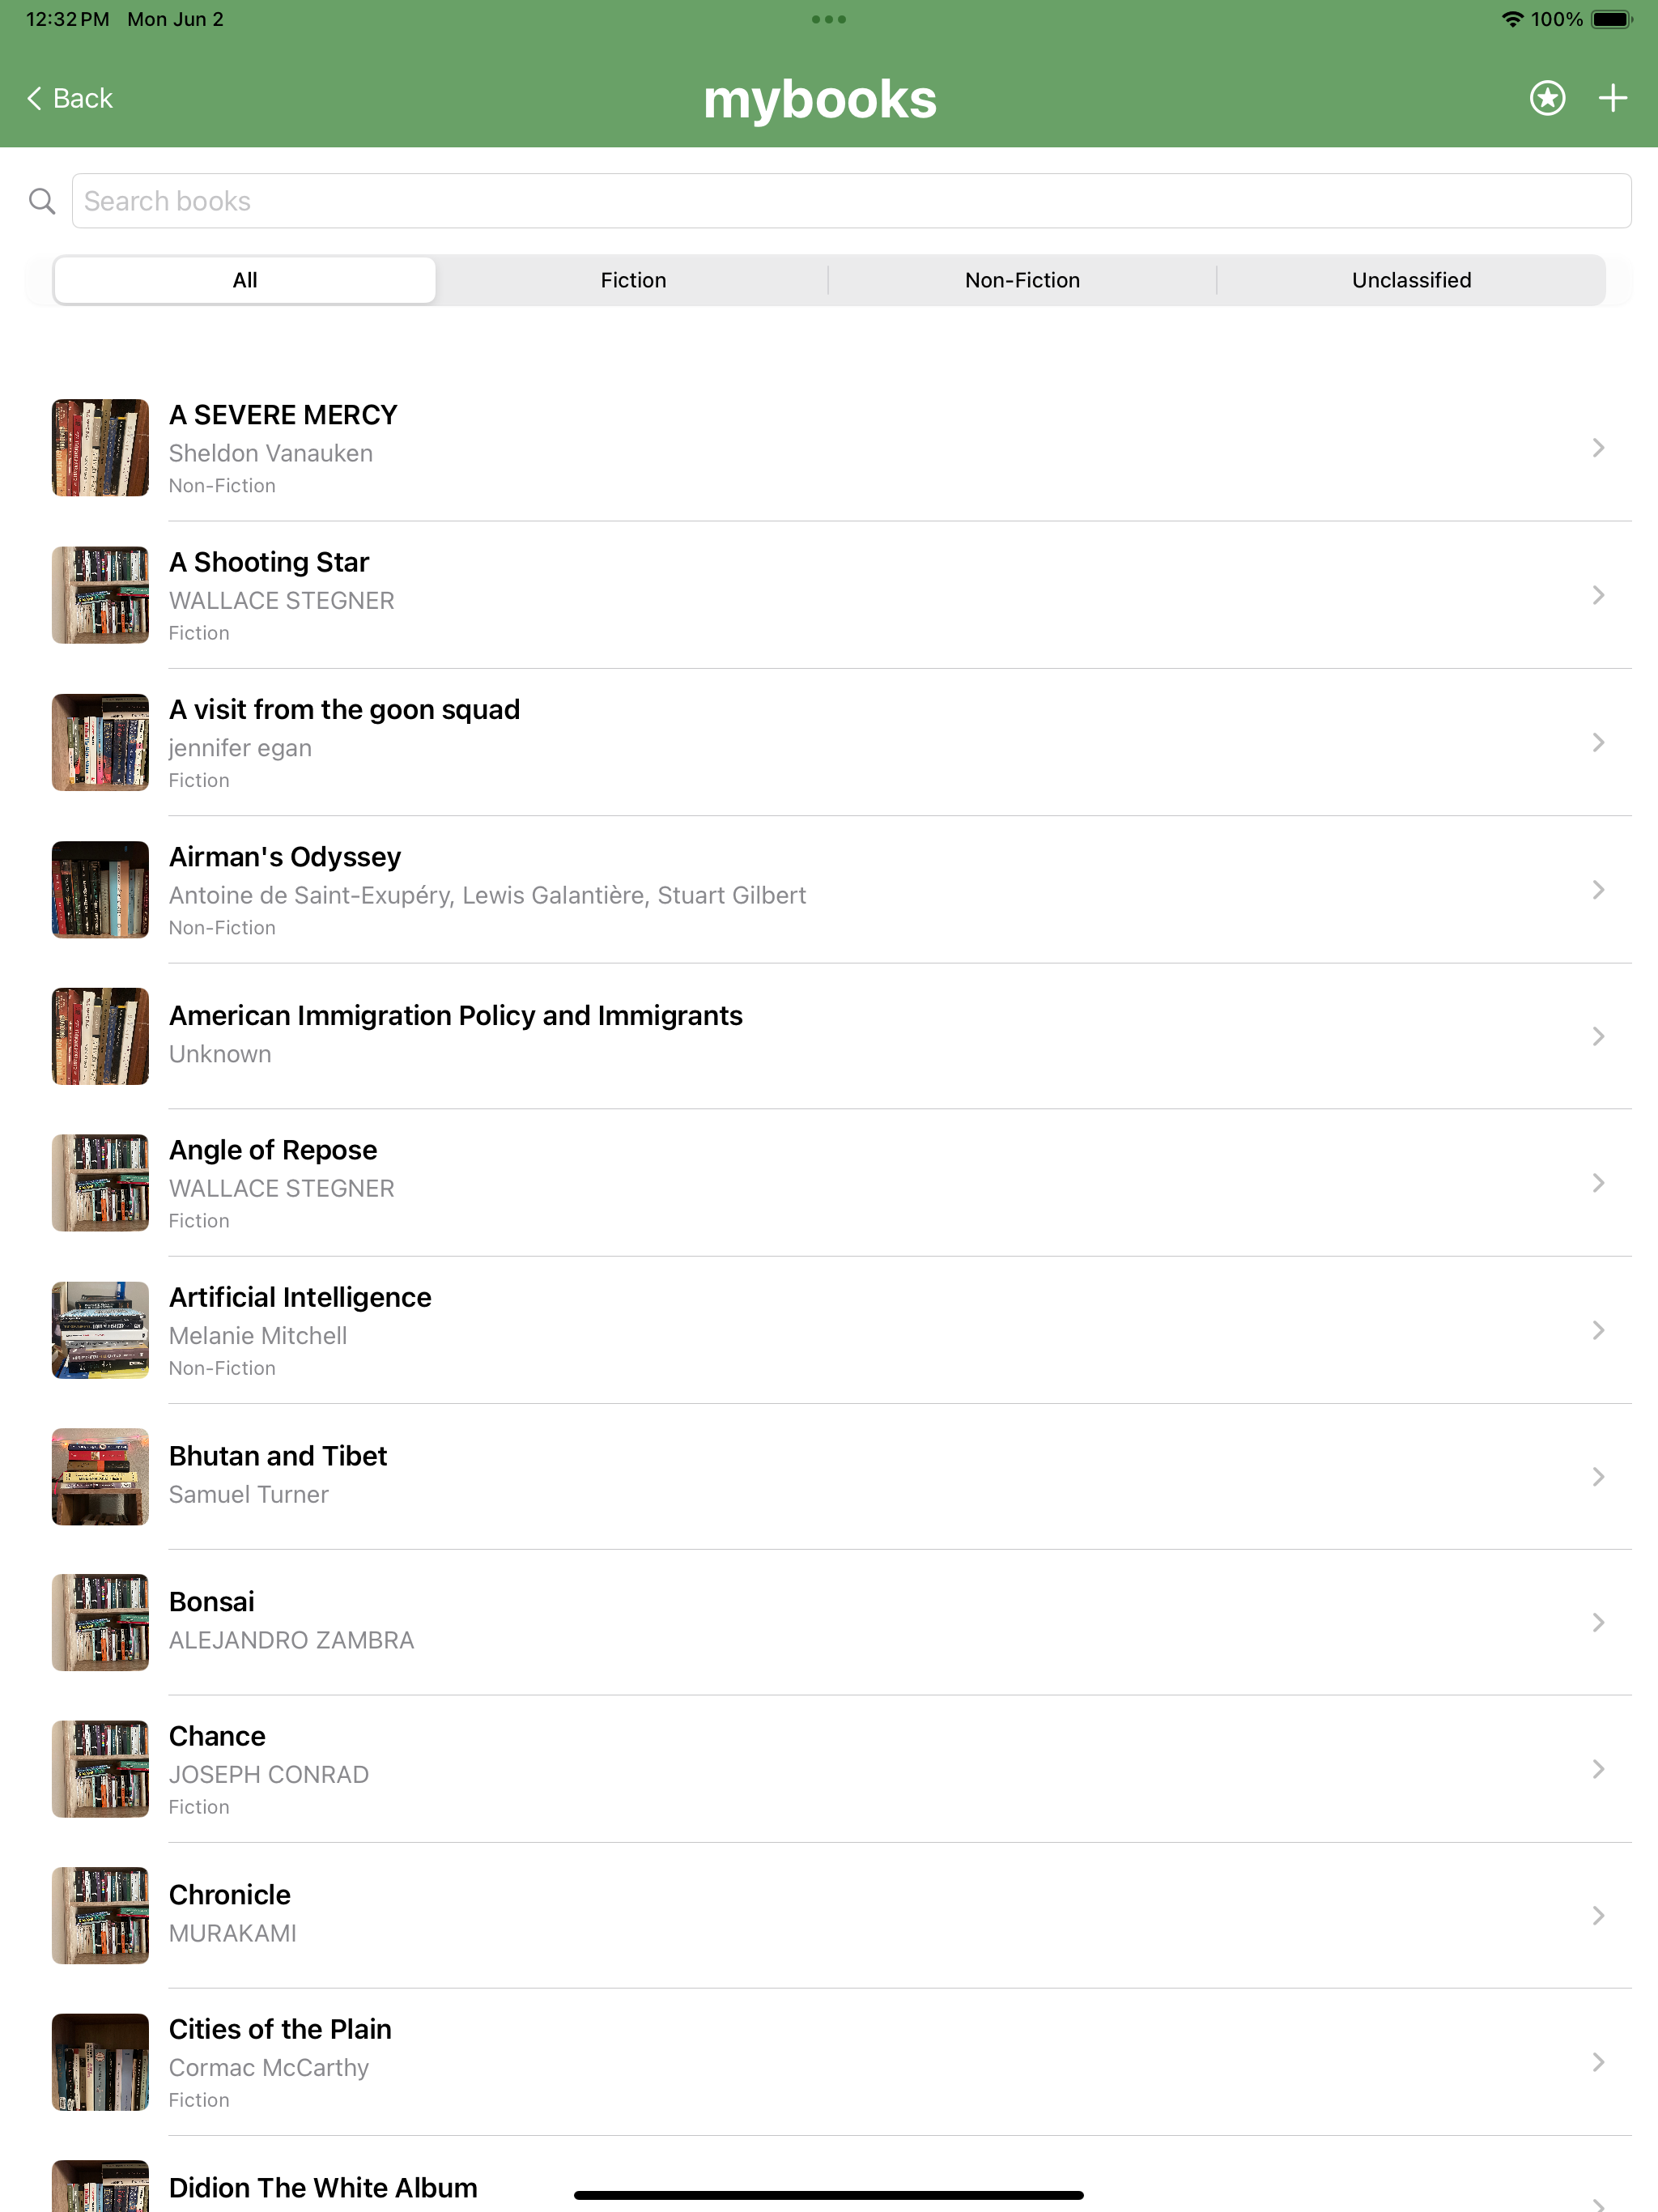 12:32 PM Mon Jun 2
100%
Back
mybooks
Search books
All
Fiction
Non-Fiction
Unclassified
A SEVERE MERCY
Sheldon Vanauken
Non-Fiction
A Shooting Star
WALLACE STEGNER
Fiction
A visit from the goon squad
jennifer egan
Fiction
Airman's Odyssey
Antoine de Saint-Exupéry, Lewis Galantière, Stuart Gilbert
Non-Fiction
American Immigration Policy and Immigrants
Unknown
Angle of Repose
WALLACE STEGNER
Fiction
Artificial Intelligence
Melanie Mitchell
Non-Fiction
Bhutan and Tibet
Samuel Turner
Bonsai
ALEJANDRO ZAMBRA
Chance
JOSEPH CONRAD
Fiction
Chronicle
MURAKAMI
Cities of the Plain
Cormac McCarthy
Fiction
Didion The White Album